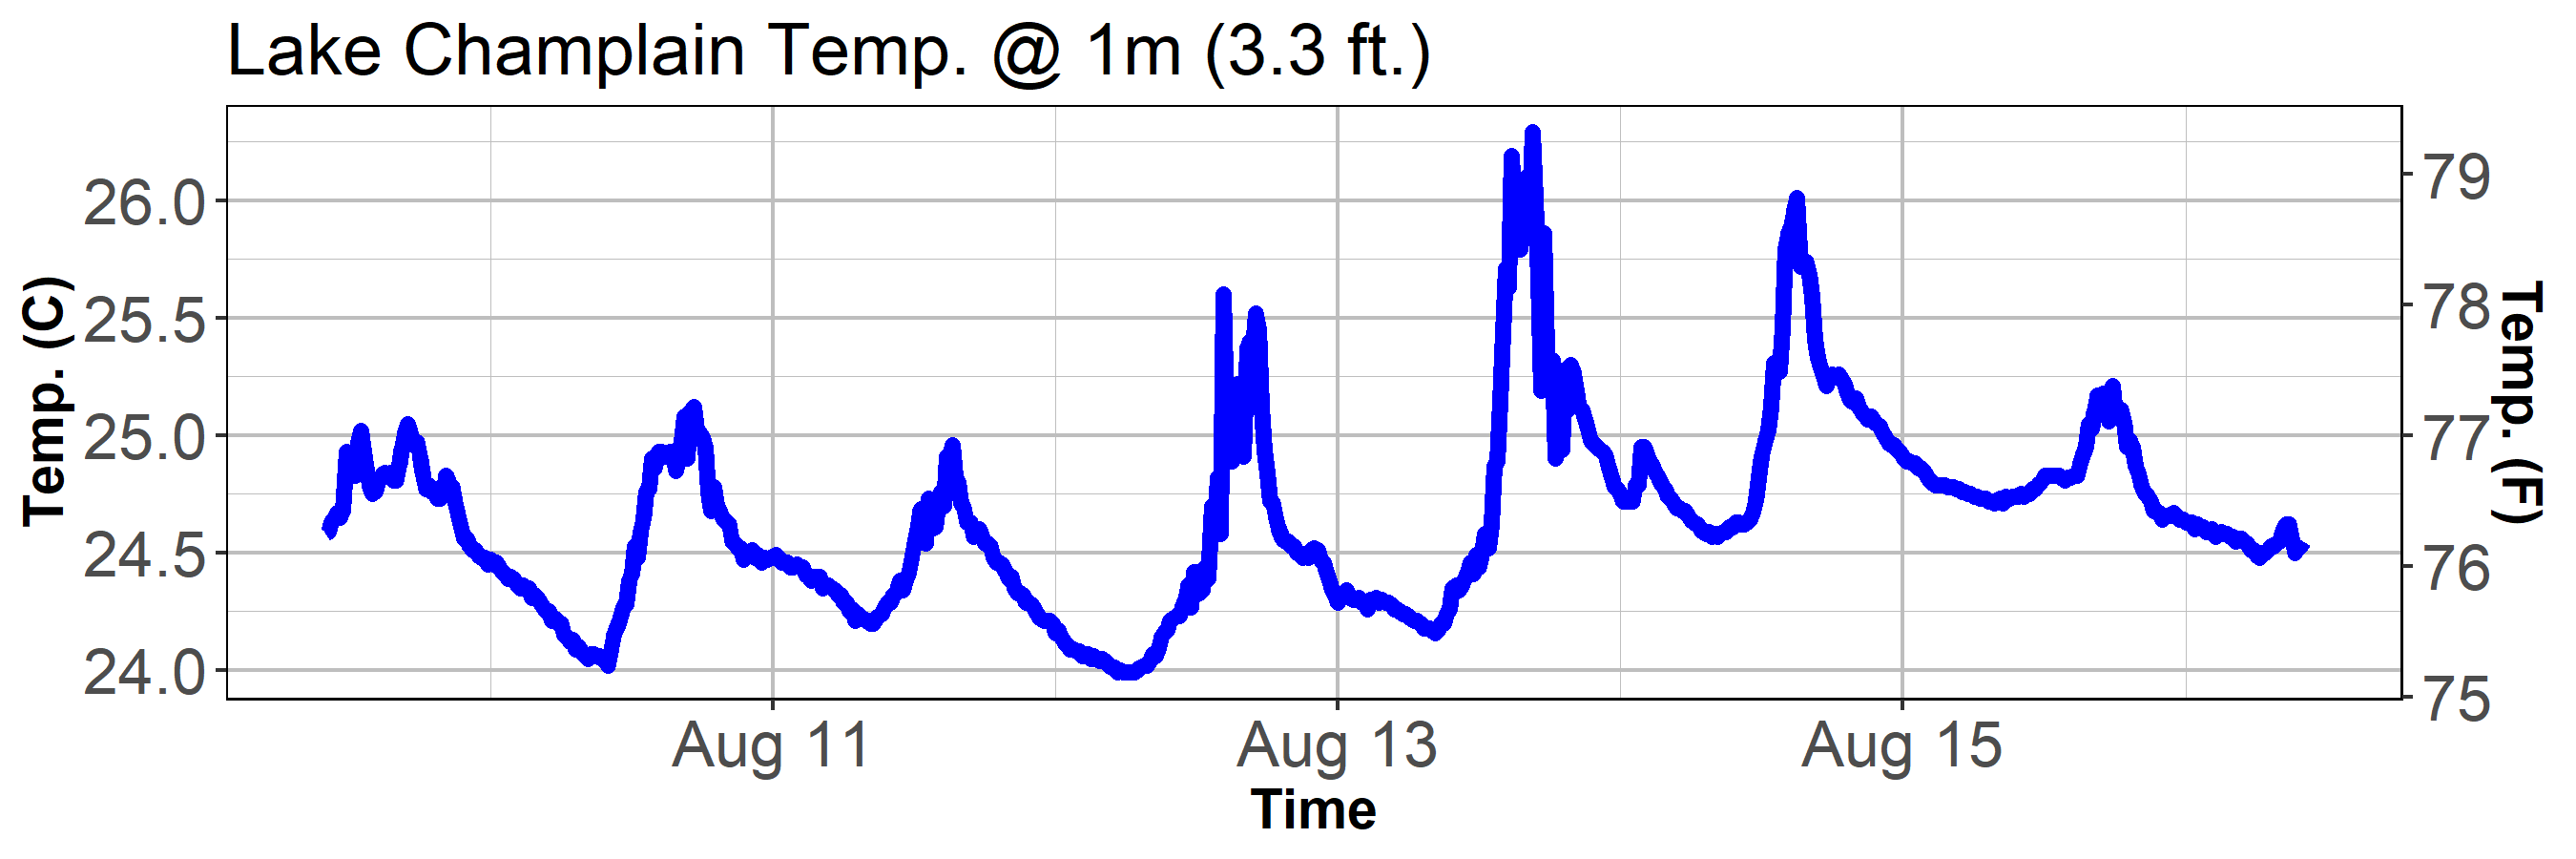 Lake Champlain Temp. @ 1m (3.3 ft.)
Temp. (C)
26.0
25.5
25.0
24.5
24.0
79
78
77
76
75
Temp. (F)
Aug 11
Aug 13
Aug 15
Time